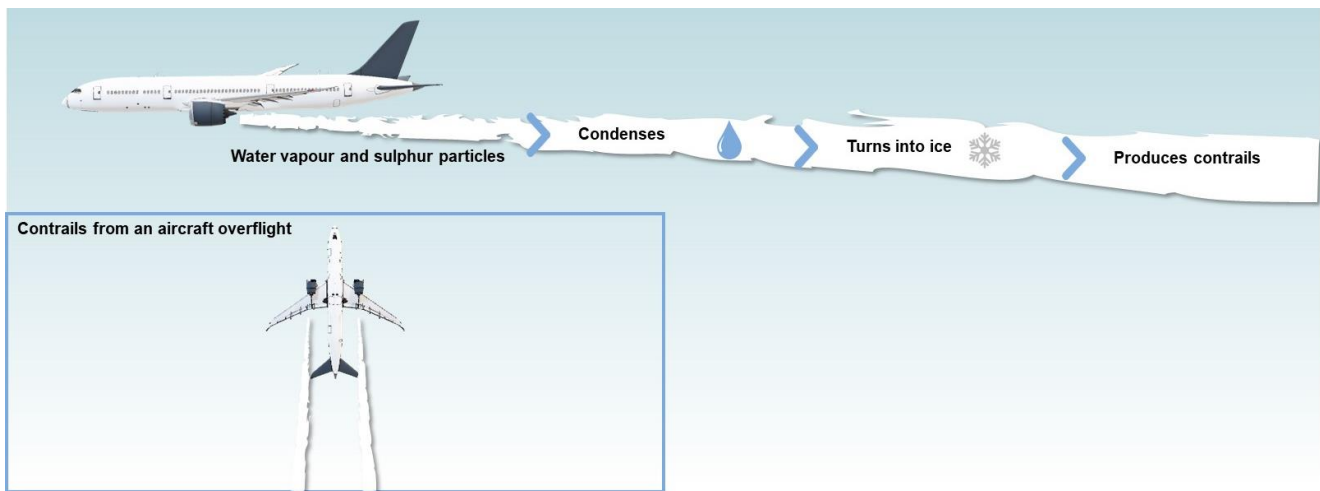 Water vapour and sulphur particles
Condenses
Turns into ice
Produces contrails
Contrails from an aircraft overflight